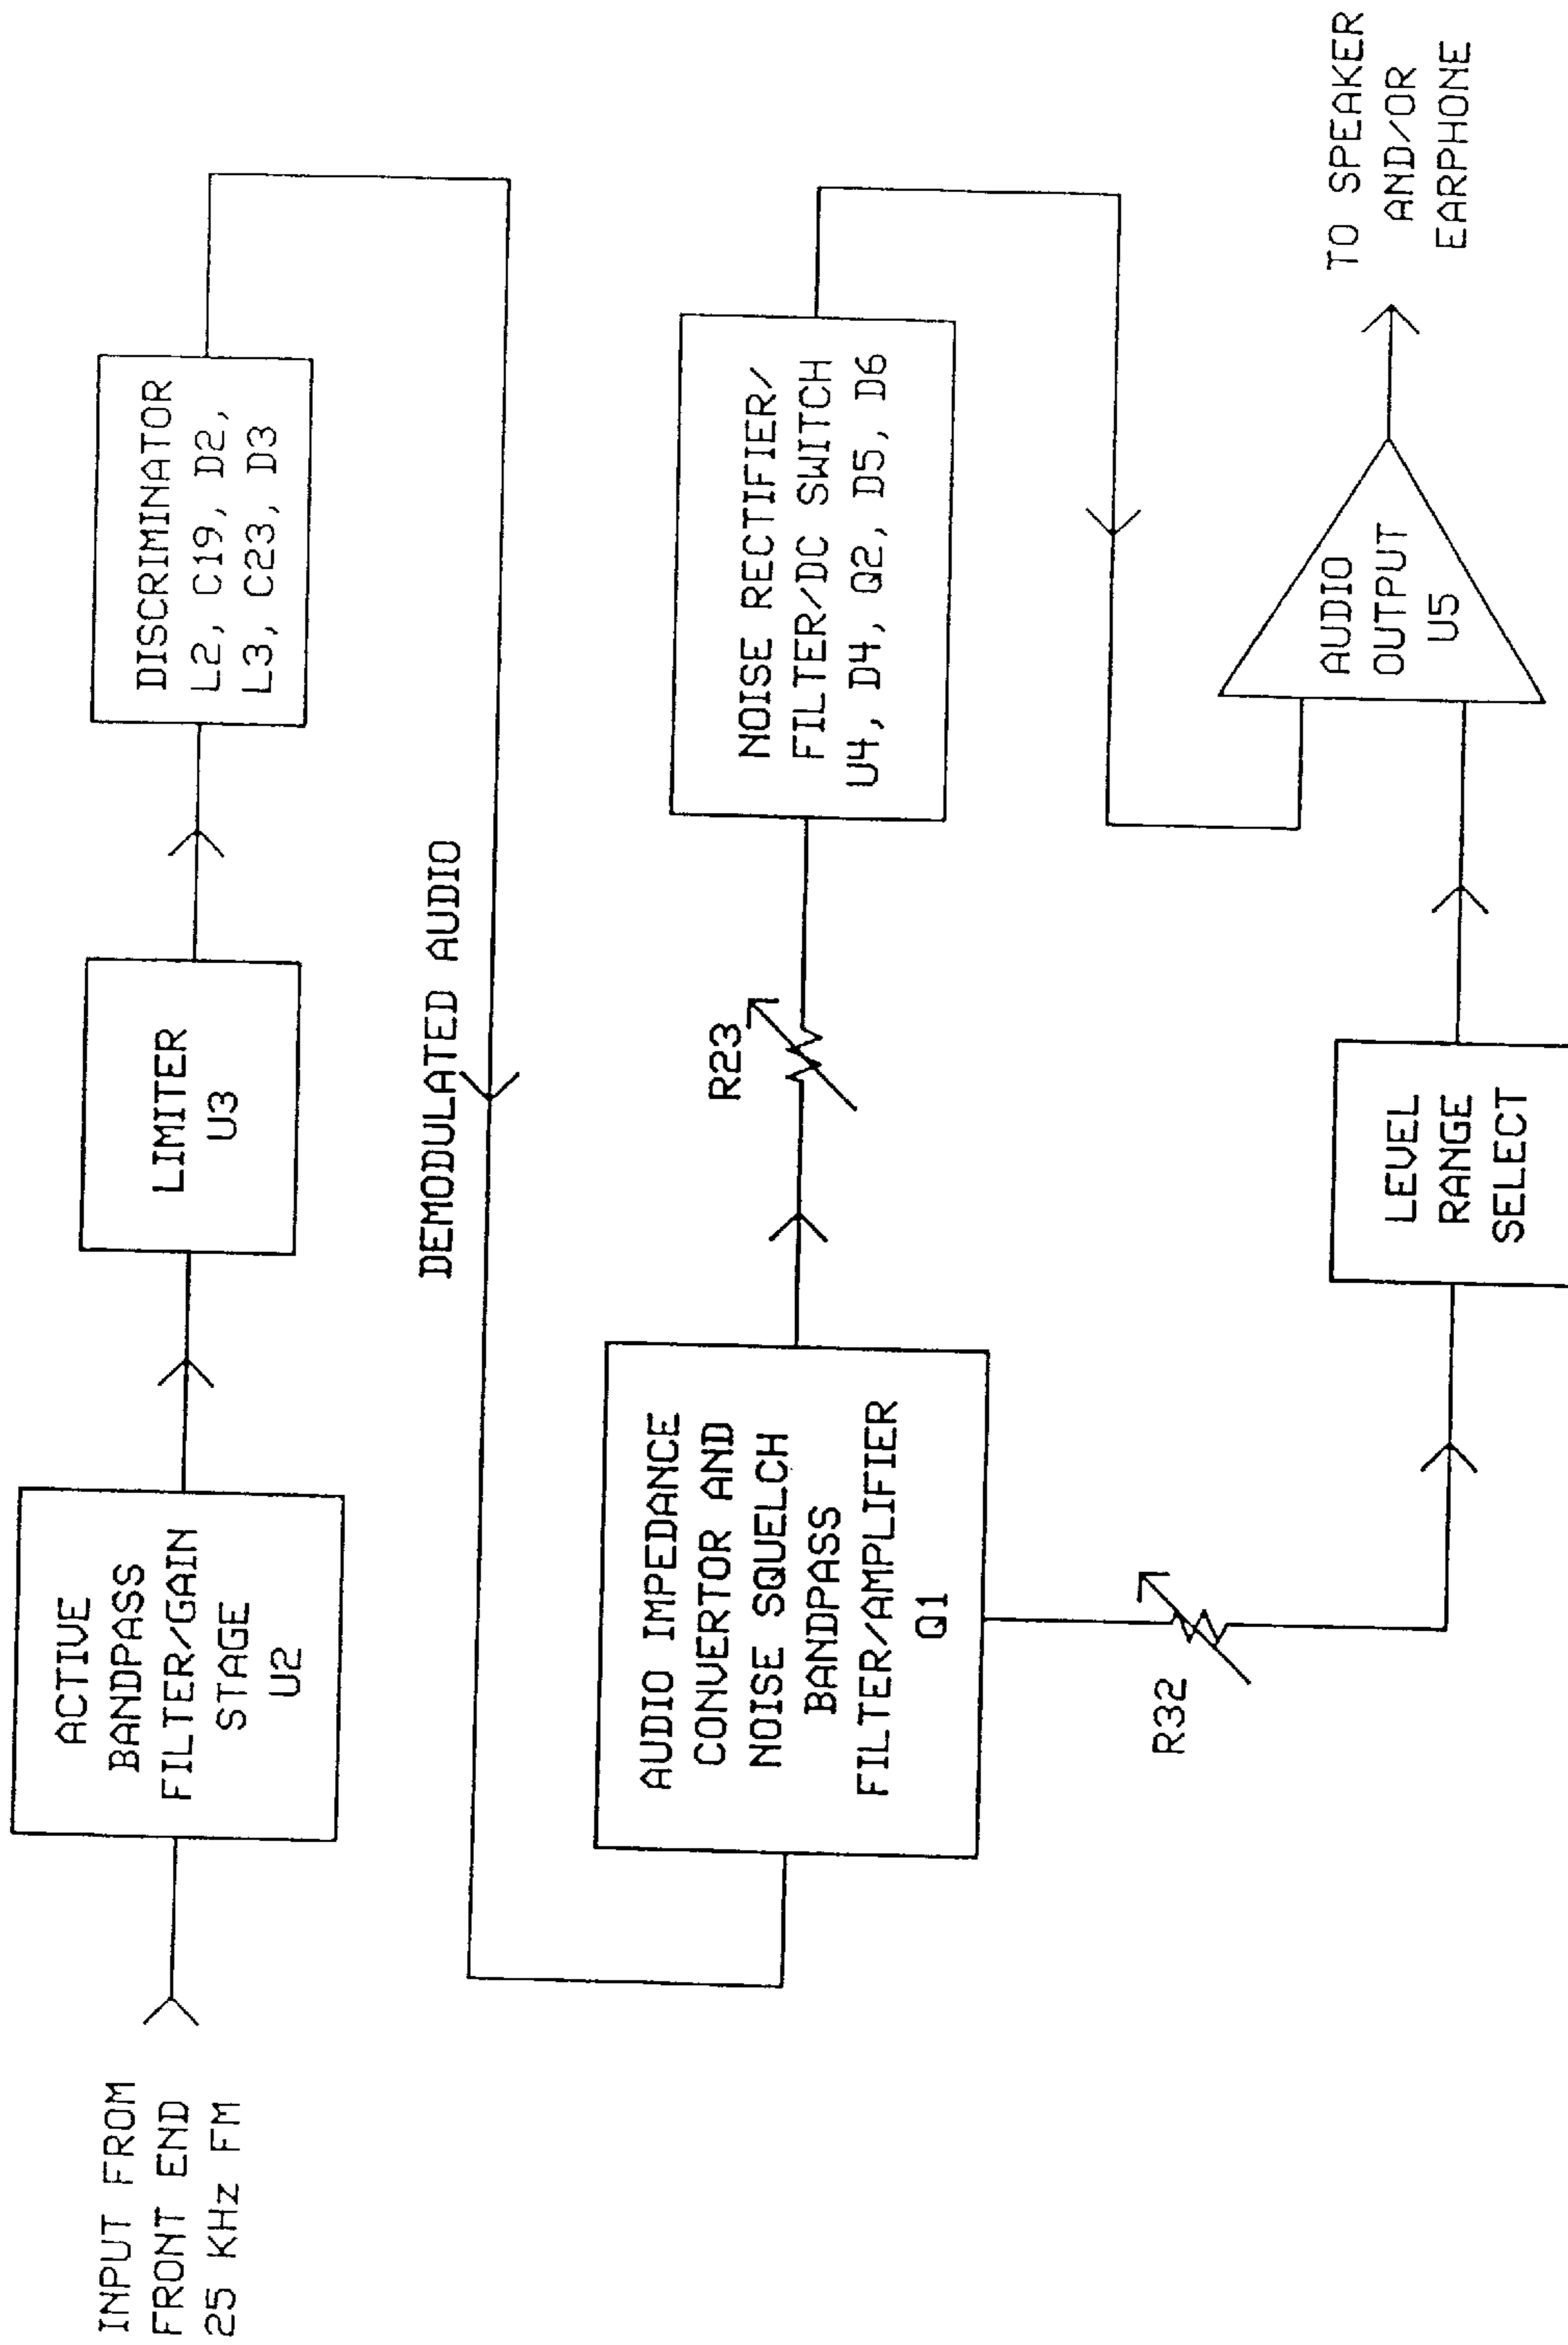 INPUT FROM
FRONT END
25 KHz FM
ACTIVE
BANDPASS
FILTER/GAIN
STAGE
U2
LIMITER
U3
DISCRIMINATOR
L2, C19, D2,
L3, C23, D3
DEMODULATED AUDIO
AUDIO IMPEDANCE
CONVERTOR AND
NOISE SQUELCH
BANDPASS
FILTER/AMPLIFIER
Q1
R23
NOISE RECTIFIER/
FILTER/DC SWITCH
U4, D4, Q2, D5, D6
R32
LEVEL
RANGE
SELECT
AUDIO
OUTPUT
U5
TO SPEAKER
AND/OR
EARPHONE